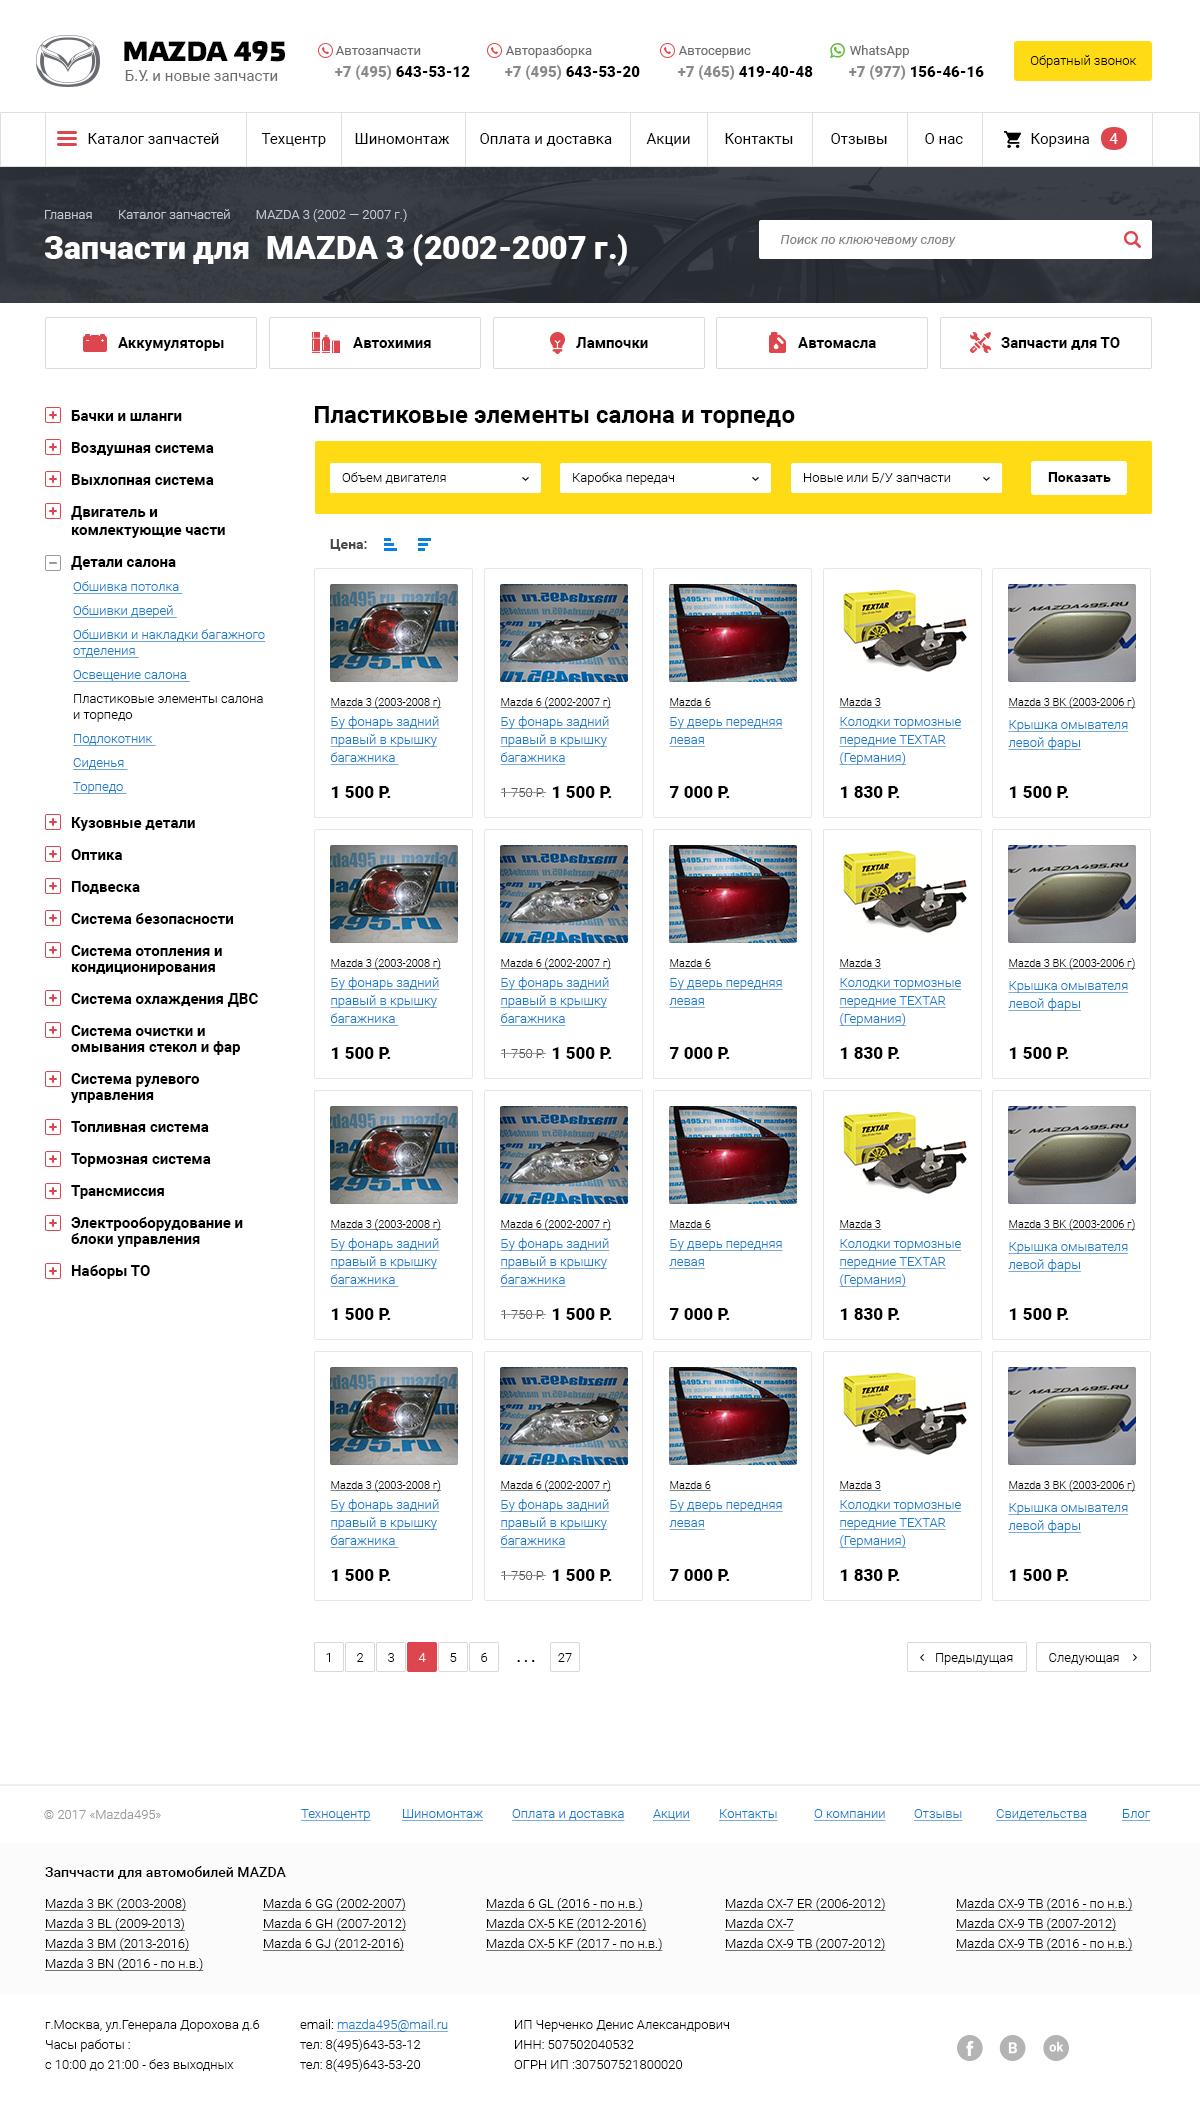 MAZDA 495
Б.У. и новые запчасти
Автозапчасти
+7 (495) 643-53-12
Авторазборка
+7 (495) 643-53-20
Автосервис
+7 (465) 419-40-48
WhatsApp
+7 (977) 156-46-16
Обратный звонок
Каталог запчастей
Техцентр
Шиномонтаж
Оплата и доставка
Акции
Контакты
Отзывы
О нас
Корзина 4
Главная
Каталог запчастей
MAZDA 3 (2002 — 2007 г.)
Запчасти для MAZDA 3 (2002-2007 г.)
Поиск по клюючевому слову
Аккумуляторы
Автохимия
Лампочки
Автомасла
Запчасти для ТО
Бачки и шланги
Воздушная система
Выхлопная система
Двигатель и
комлектующие части
Детали салона
Обшивка потолка
Обшивки дверей
Обшивки и накладки багажного
отделения
Освещение салона
Пластиковые элементы салона
и торпедо
Подлокотник
Сиденья
Торпедо
Кузовные детали
Оптика
Подвеска
Система безопасности
Система отопления и
кондиционирования
Система охлаждения ДВС
Система очистки и
омывания стекол и фар
Система рулевого
управления
Топливная система
Тормозная система
Трансмиссия
Электрооборудование и
блоки управления
Наборы ТО
Пластиковые элементы салона и торпедо
Объем двигателя
Каробка передач
Новые или Б/У запчасти
Показать
Цена:
Mazda 3 (2003-2008 г)
Бу фонарь задний
правый в крышку
багажника
1 500 Р.
Mazda 6 (2002-2007 г)
Бу фонарь задний
правый в крышку
багажника
1 750 Р. 1 500 Р.
Mazda 6
Бу дверь передняя
левая
7 000 Р.
TEXTAR
Mazda 3
Колодки тормозные
передние TEXTAR
(Германия)
1 830 Р.
MAZDA495.RU
Mazda 3 BK (2003-2006 г)
Крышка омывателя
левой фары
1 500 Р.
Mazda 3 (2003-2008 г)
Бу фонарь задний
правый в крышку
багажника
1 500 Р.
Mazda 6 (2002-2007 г)
Бу фонарь задний
правый в крышку
багажника
1 750 Р. 1 500 Р.
Mazda 6
Бу дверь передняя
левая
7 000 Р.
TEXTAR
Mazda 3
Колодки тормозные
передние TEXTAR
(Германия)
1 830 Р.
MAZDA495.RU
Mazda 3 BK (2003-2006 г)
Крышка омывателя
левой фары
1 500 Р.
Mazda 3 (2003-2008 г)
Бу фонарь задний
правый в крышку
багажника
1 500 Р.
Mazda 6 (2002-2007 г)
Бу фонарь задний
правый в крышку
багажника
1 750 Р. 1 500 Р.
Mazda 6
Бу дверь передняя
левая
7 000 Р.
TEXTAR
Mazda 3
Колодки тормозные
передние TEXTAR
(Германия)
1 830 Р.
MAZDA495.RU
Mazda 3 BK (2003-2006 г)
Крышка омывателя
левой фары
1 500 Р.
Mazda 3 (2003-2008 г)
Бу фонарь задний
правый в крышку
багажника
1 500 Р.
Mazda 6 (2002-2007 г)
Бу фонарь задний
правый в крышку
багажника
1 750 Р. 1 500 Р.
Mazda 6
Бу дверь передняя
левая
7 000 Р.
TEXTAR
Mazda 3
Колодки тормозные
передние TEXTAR
(Германия)
1 830 Р.
MAZDA495.RU
Mazda 3 BK (2003-2006 г)
Крышка омывателя
левой фары
1 500 Р.
1 2 3 4 5 6 ... 27
Предыдущая
Следующая
© 2017 «Mazda495»
Техноцентр
Шиномонтаж
Оплата и доставка
Акции
Контакты
О компании
Отзывы
Свидетельства
Блог
Запччасти для автомобилей MAZDA
Mazda 3 BK (2003-2008)
Mazda 3 BL (2009-2013)
Mazda 3 BM (2013-2016)
Mazda 3 BN (2016 - по н.в.)
Mazda 6 GG (2002-2007)
Mazda 6 GH (2007-2012)
Mazda 6 GJ (2012-2016)
Mazda 6 GL (2016 - по н.в.)
Mazda CX-5 KE (2012-2016)
Mazda CX-5 KF (2017 - по н.в.)
Mazda CX-7 ER (2006-2012)
Mazda CX-7
Mazda CX-9 TB (2007-2012)
Mazda CX-9 TB (2016 - по н.в.)
Mazda CX-9 TB (2007-2012)
Mazda CX-9 TB (2016 - по н.в.)
г.Москва, ул.Генерала Дорохова д.6
Часы работы :
с 10:00 до 21:00 - без выходных
email: mazda495@mail.ru
тел: 8(495)643-53-12
тел: 8(495)643-53-20
ИП Черченко Денис Александрович
ИНН: 507502040532
ОГРН ИП :307507521800020
f B ok